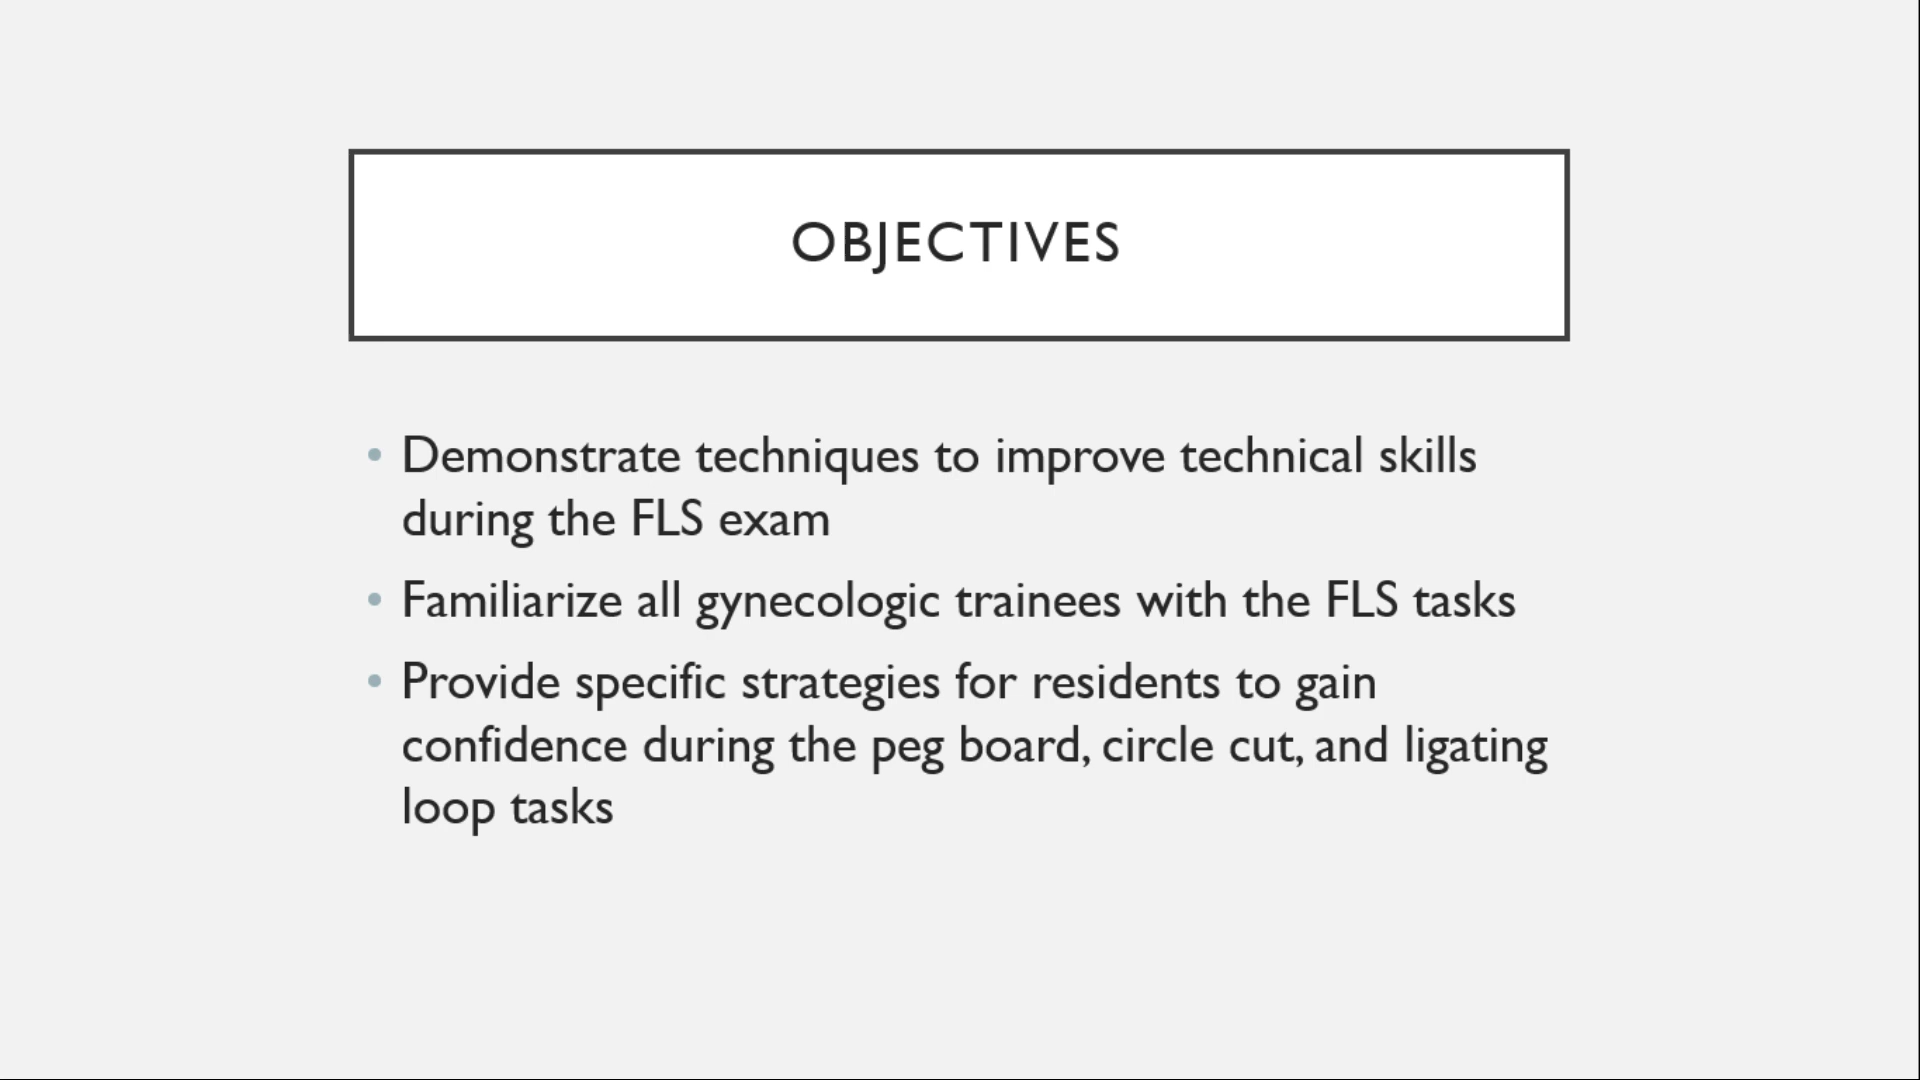 OBJECTIVES
• Demonstrate techniques to improve technical skills
during the FLS exam
• Familiarize all gynecologic trainees with the FLS tasks
• Provide specific strategies for residents to gain
confidence during the peg board, circle cut, and ligating
loop tasks